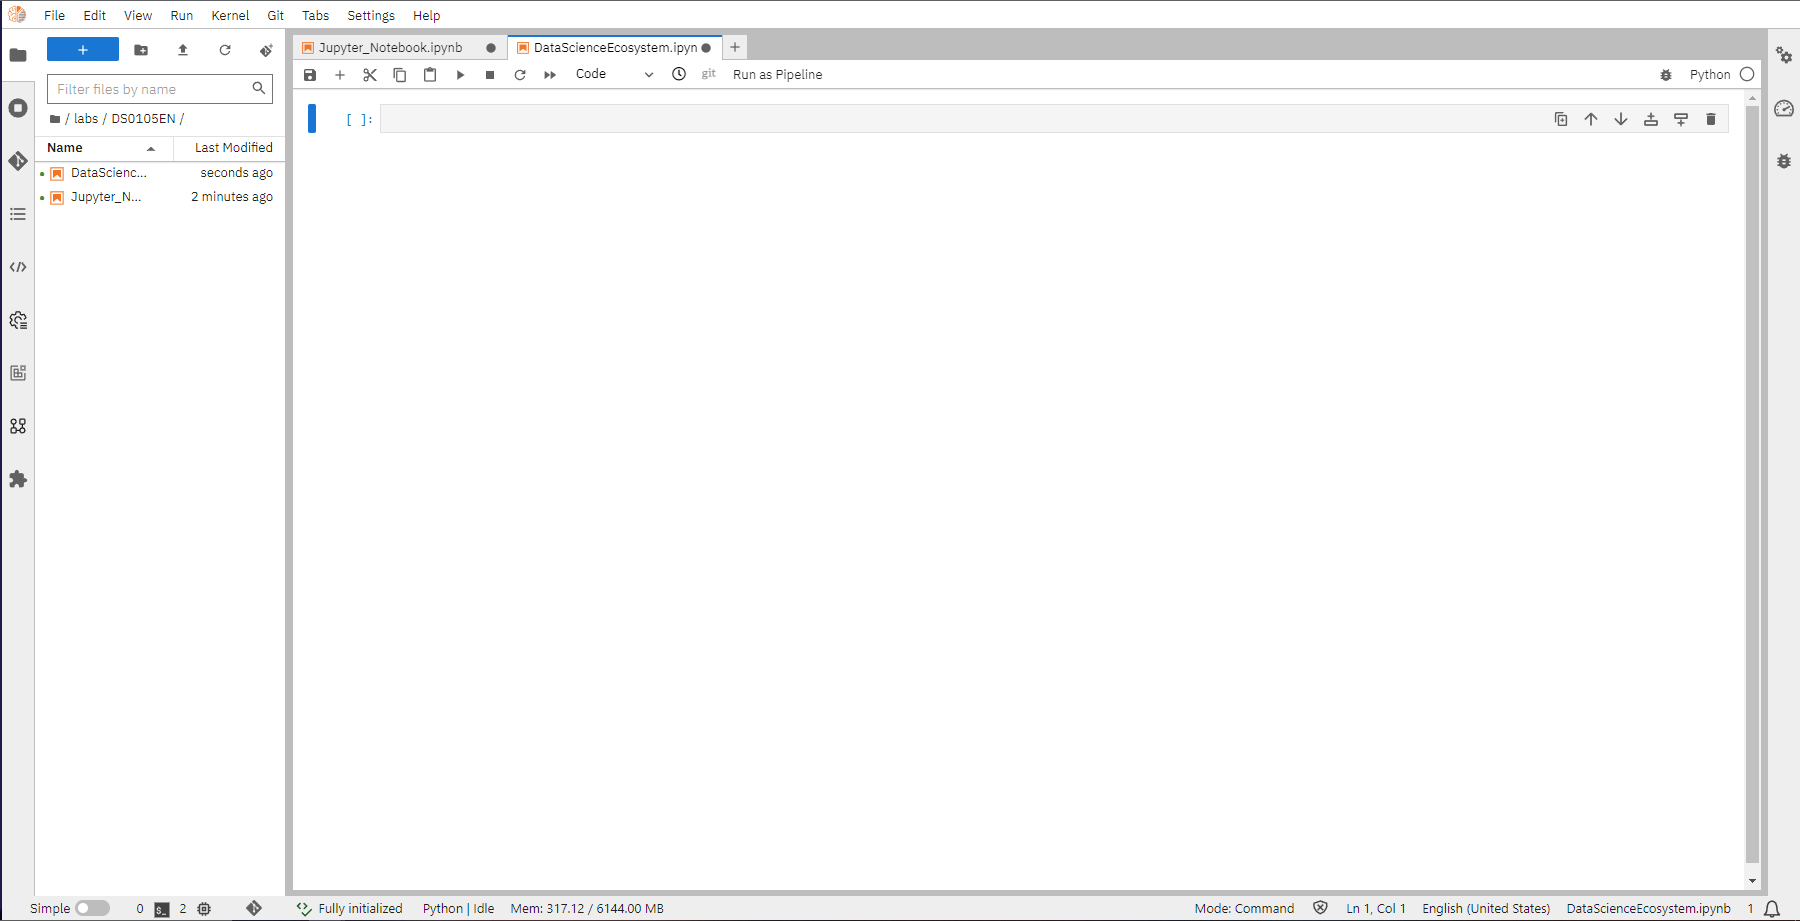 File Edit View Run Kernel Git Tabs Settings Help
Filter files by name
/ labs / DS0105EN /
Name Last Modified
DataScienc... seconds ago
Jupyter_N... 2 minutes ago
Jupyter_Notebook.ipynb DataScienceEcosystem.ipyn
Code git Run as Pipeline Python
[ ]:
Simple 0 $_ 2 Fully initialized Python | Idle Mem: 317.12 / 6144.00 MB Mode: Command Ln 1, Col 1 English (United States) DataScienceEcosystem.ipynb 1